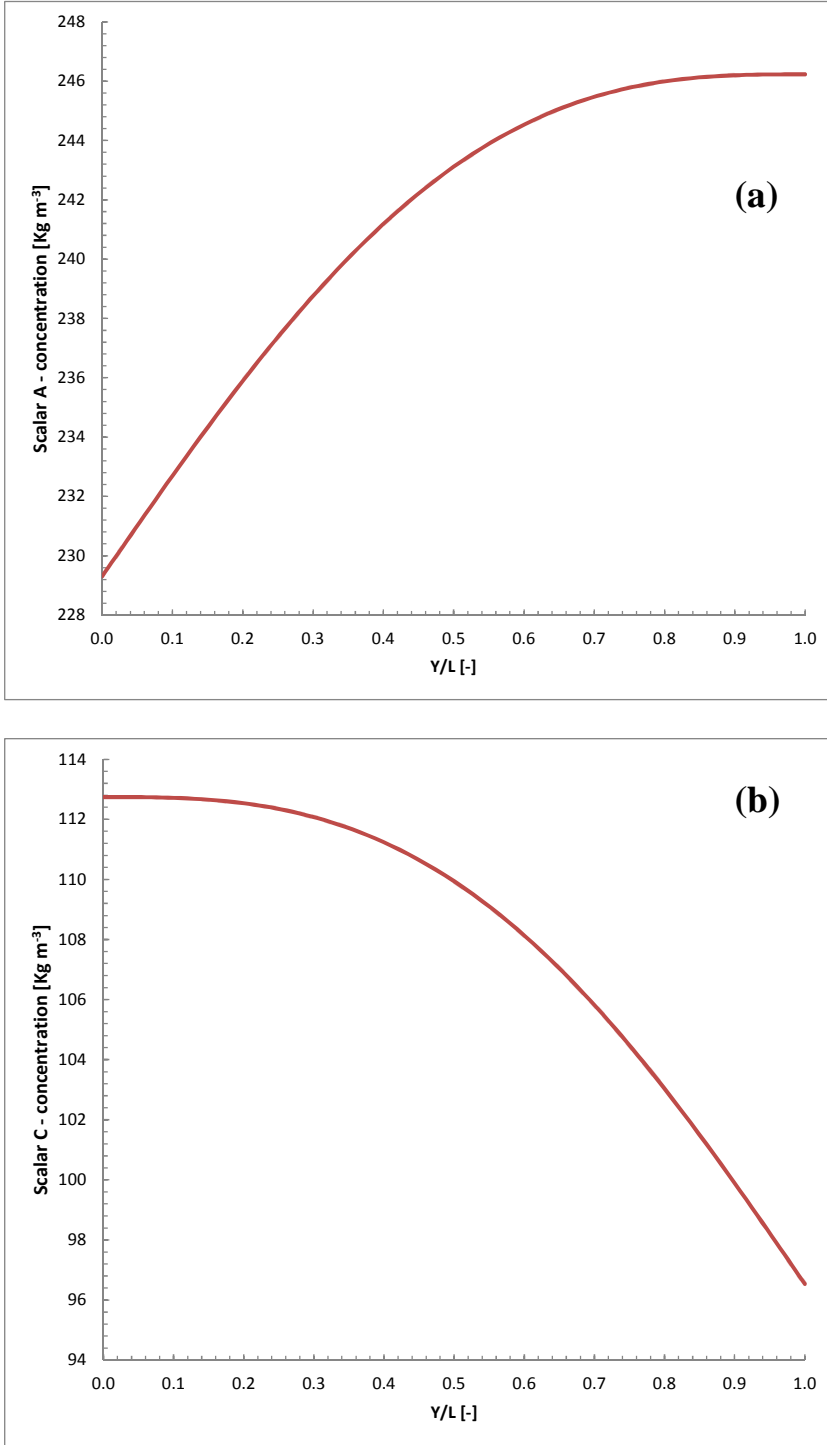 248
246
244
242
240
238
236
234
232
230
228
Scalar A - concentration [Kg m-3]
(a)
0.0 0.1 0.2 0.3 0.4 0.5 0.6 0.7 0.8 0.9 1.0
Y/L [-]
114
112
110
108
106
104
102
100
98
96
94
Scalar C - concentration [Kg m-3]
(b)
0.0 0.1 0.2 0.3 0.4 0.5 0.6 0.7 0.8 0.9 1.0
Y/L [-]